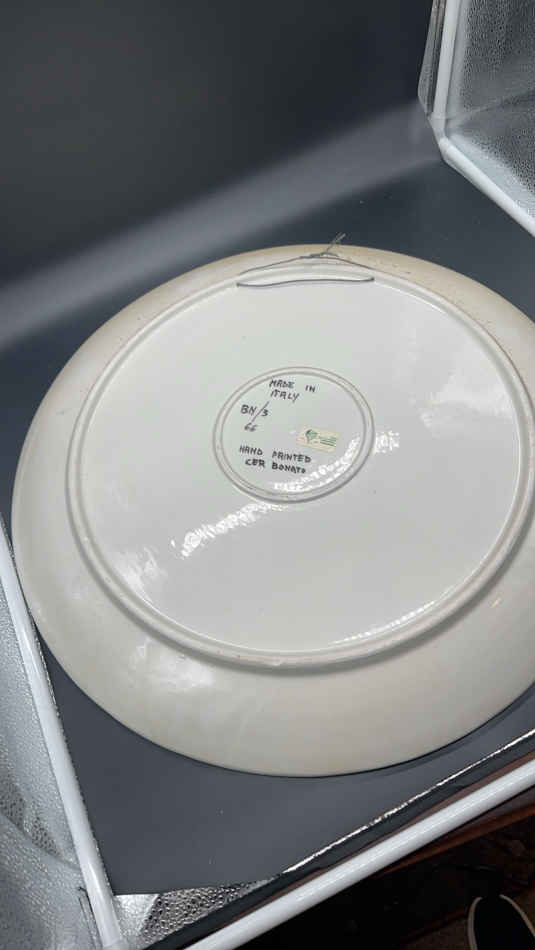 MADE IN
ITALY
BN/3
66
HAND PAINTED
CER BONATO